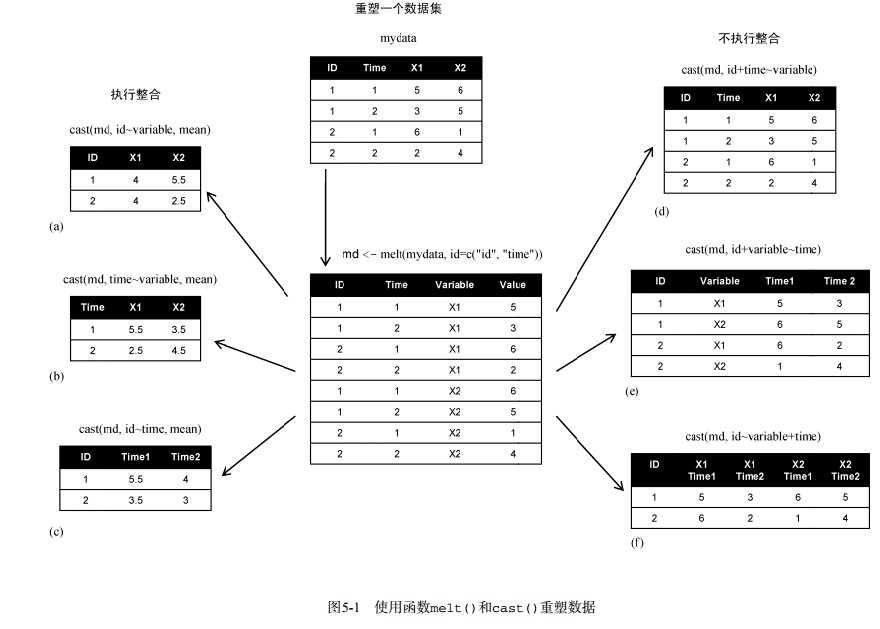 重塑一个数据集
mydata
ID Time X1 X2
1 1 5 6
1 2 3 5
2 1 6 1
2 2 2 4
执行整合
cast(md, id~variable, mean)
ID X1 X2
1 4 5.5
2 4 2.5
(a)
cast(md, time~variable, mean)
Time X1 X2
1 5.5 3.5
2 2.5 4.5
(b)
cast(md, id~time, mean)
ID Time1 Time2
1 5.5 4
2 3.5 3
(c)
md <- melt(mydata, id=c("id", "time"))
ID Time Variable Value
1 1 X1 5
1 2 X1 3
2 1 X1 6
2 2 X1 2
1 1 X2 6
1 2 X2 5
2 1 X2 1
2 2 X2 4
不执行整合
cast(md, id+time~variable)
ID Time X1 X2
1 1 5 6
1 2 3 5
2 1 6 1
2 2 2 4
(d)
cast(md, id+variable~time)
ID Variable Time1 Time 2
1 X1 5 3
1 X2 6 5
2 X1 6 2
2 X2 1 4
(e)
cast(md, id~variable+time)
ID X1 X1 X2 X2
Time1 Time2 Time1 Time2
1 5 3 6 5
2 6 2 1 4
(f)
图5-1 使用函数melt()和cast()重塑数据